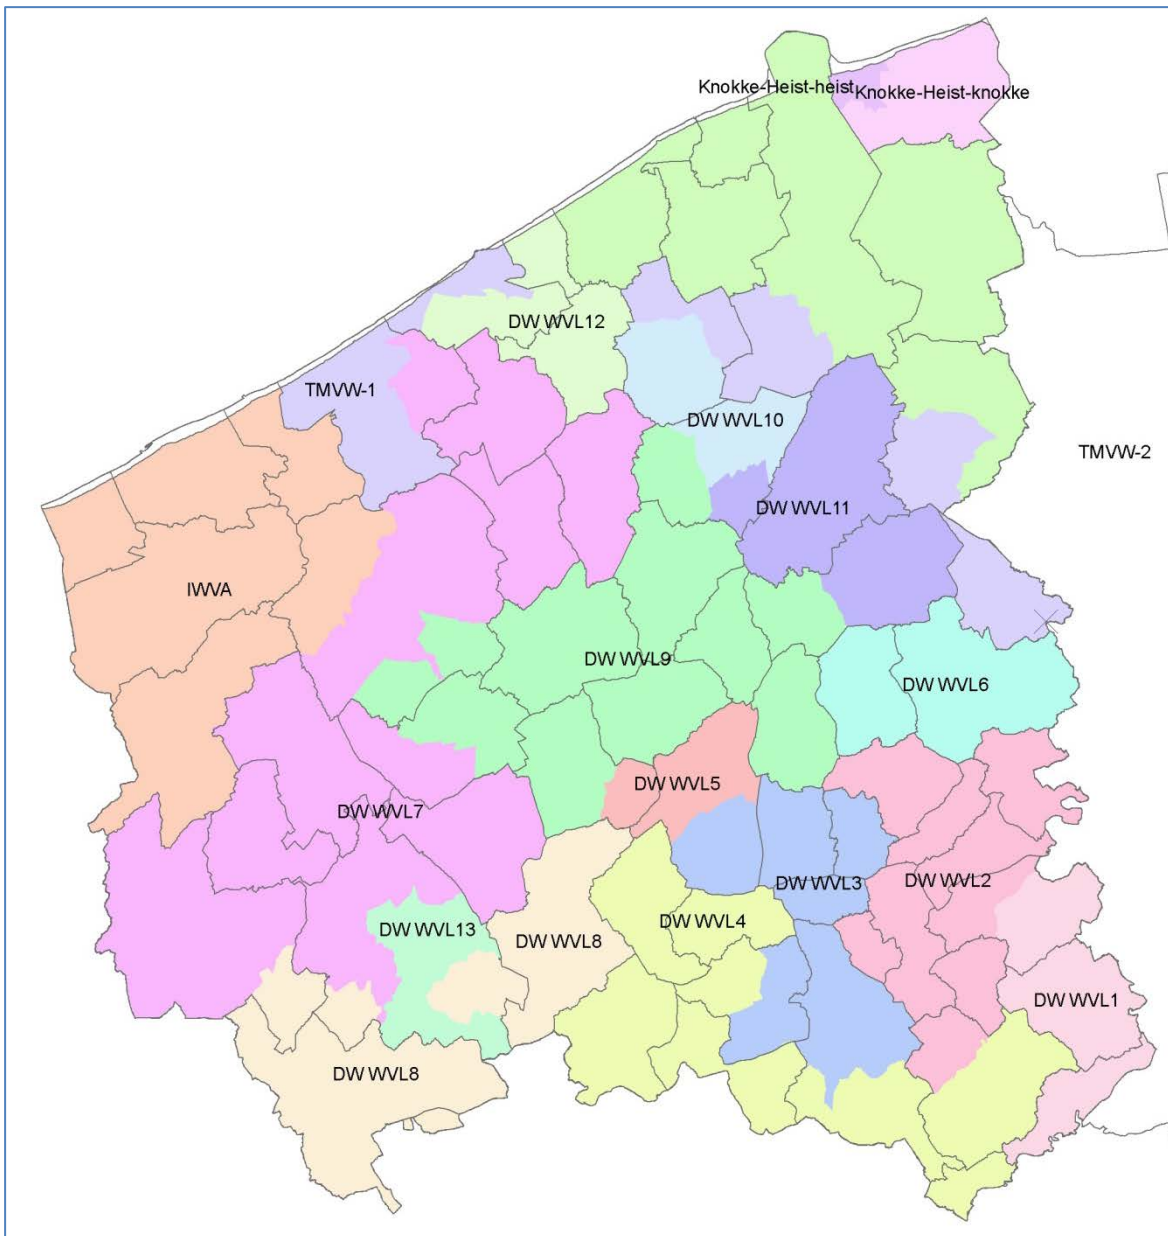 Knokke-Heist-heist
Knokke-Heist-knokke
DW WVL12
TMVW-1
DW WVL10
TMVW-2
DW WVL11
IWVA
DW WVL9
DW WVL6
DW WVL5
DW WVL7
DW WVL3
DW WVL2
DW WVL4
DW WVL13
DW WVL8
DW WVL1
DW WVL8